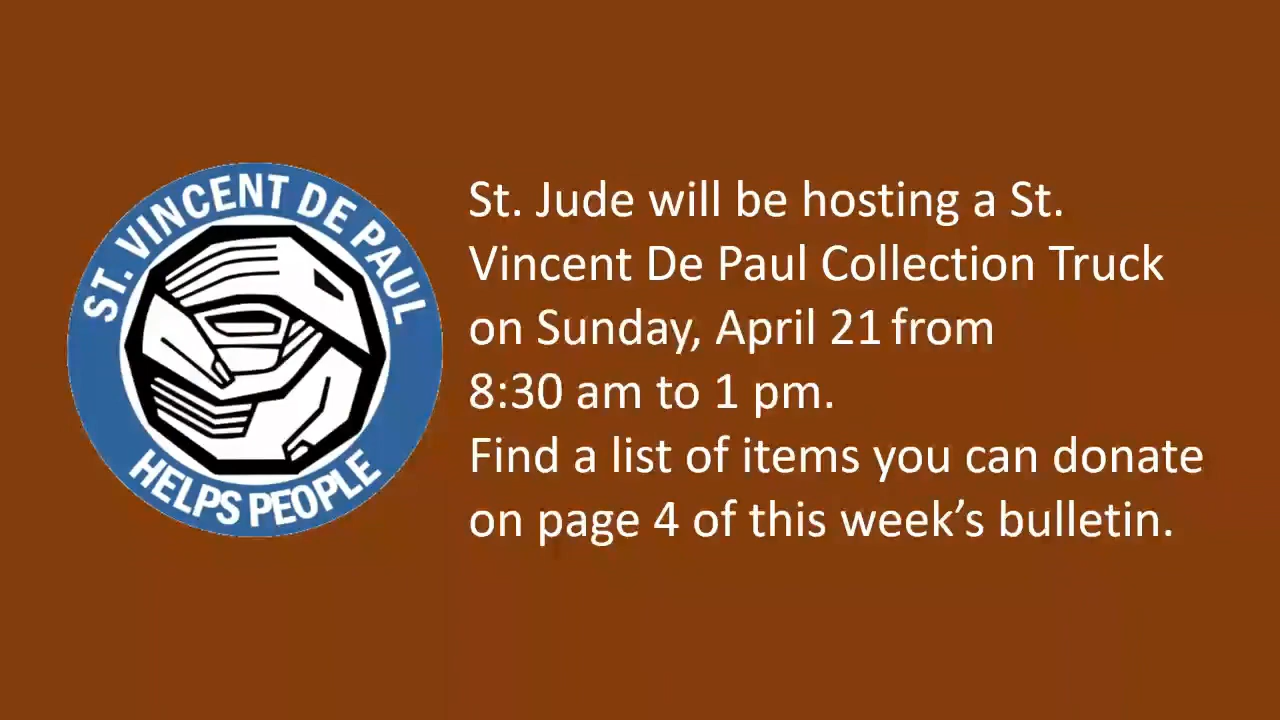 ST. VINCENT DE PAUL
HELPS PEOPLE
St. Jude will be hosting a St.
Vincent De Paul Collection Truck
on Sunday, April 21 from
8:30 am to 1 pm.
Find a list of items you can donate
on page 4 of this week’s bulletin.